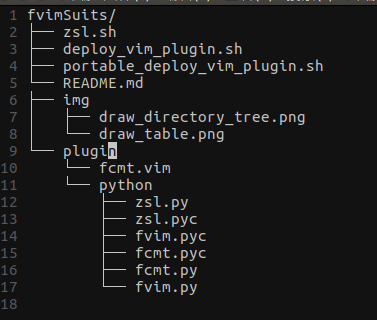 1 fvimSuits/
2 ├── zsl.sh
3 ├── deploy_vim_plugin.sh
4 ├── portable_deploy_vim_plugin.sh
5 └── README.md
6 ├── img
7 │   ├── draw_directory_tree.png
8 │   └── draw_table.png
9 └── plugin
10     └── fcmt.vim
11     └── python
12         ├── zsl.py
13         ├── zsl.pyc
14         ├── fvim.pyc
15         ├── fcmt.pyc
16         ├── fcmt.py
17         └── fvim.py
18